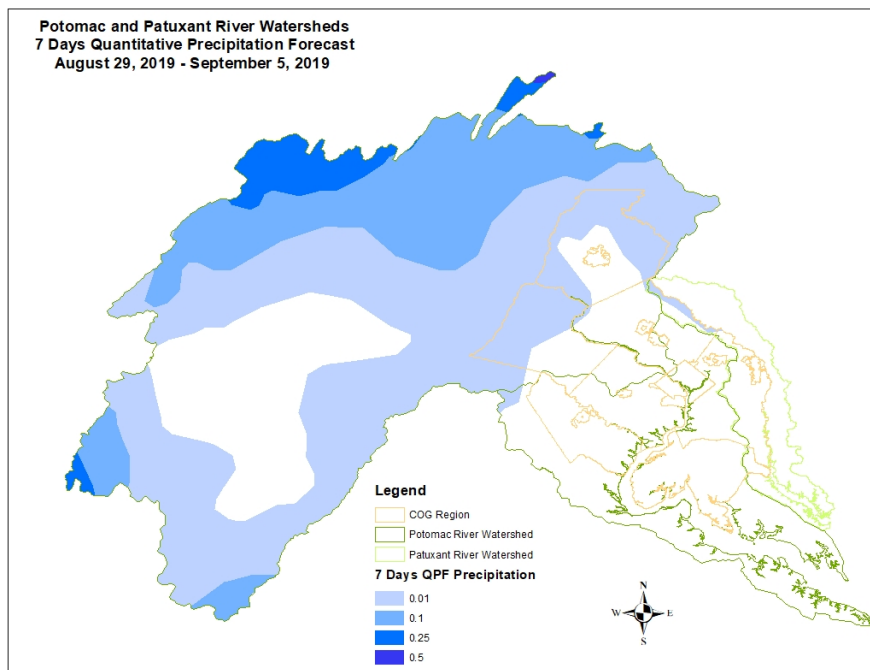 Potomac and Patuxant River Watersheds
7 Days Quantitative Precipitation Forecast
August 29, 2019 - September 5, 2019
Legend
COG Region
Potomac River Watershed
Patuxant River Watershed
7 Days QPF Precipitation
0.01
0.1
0.25
0.5
N
W E
S